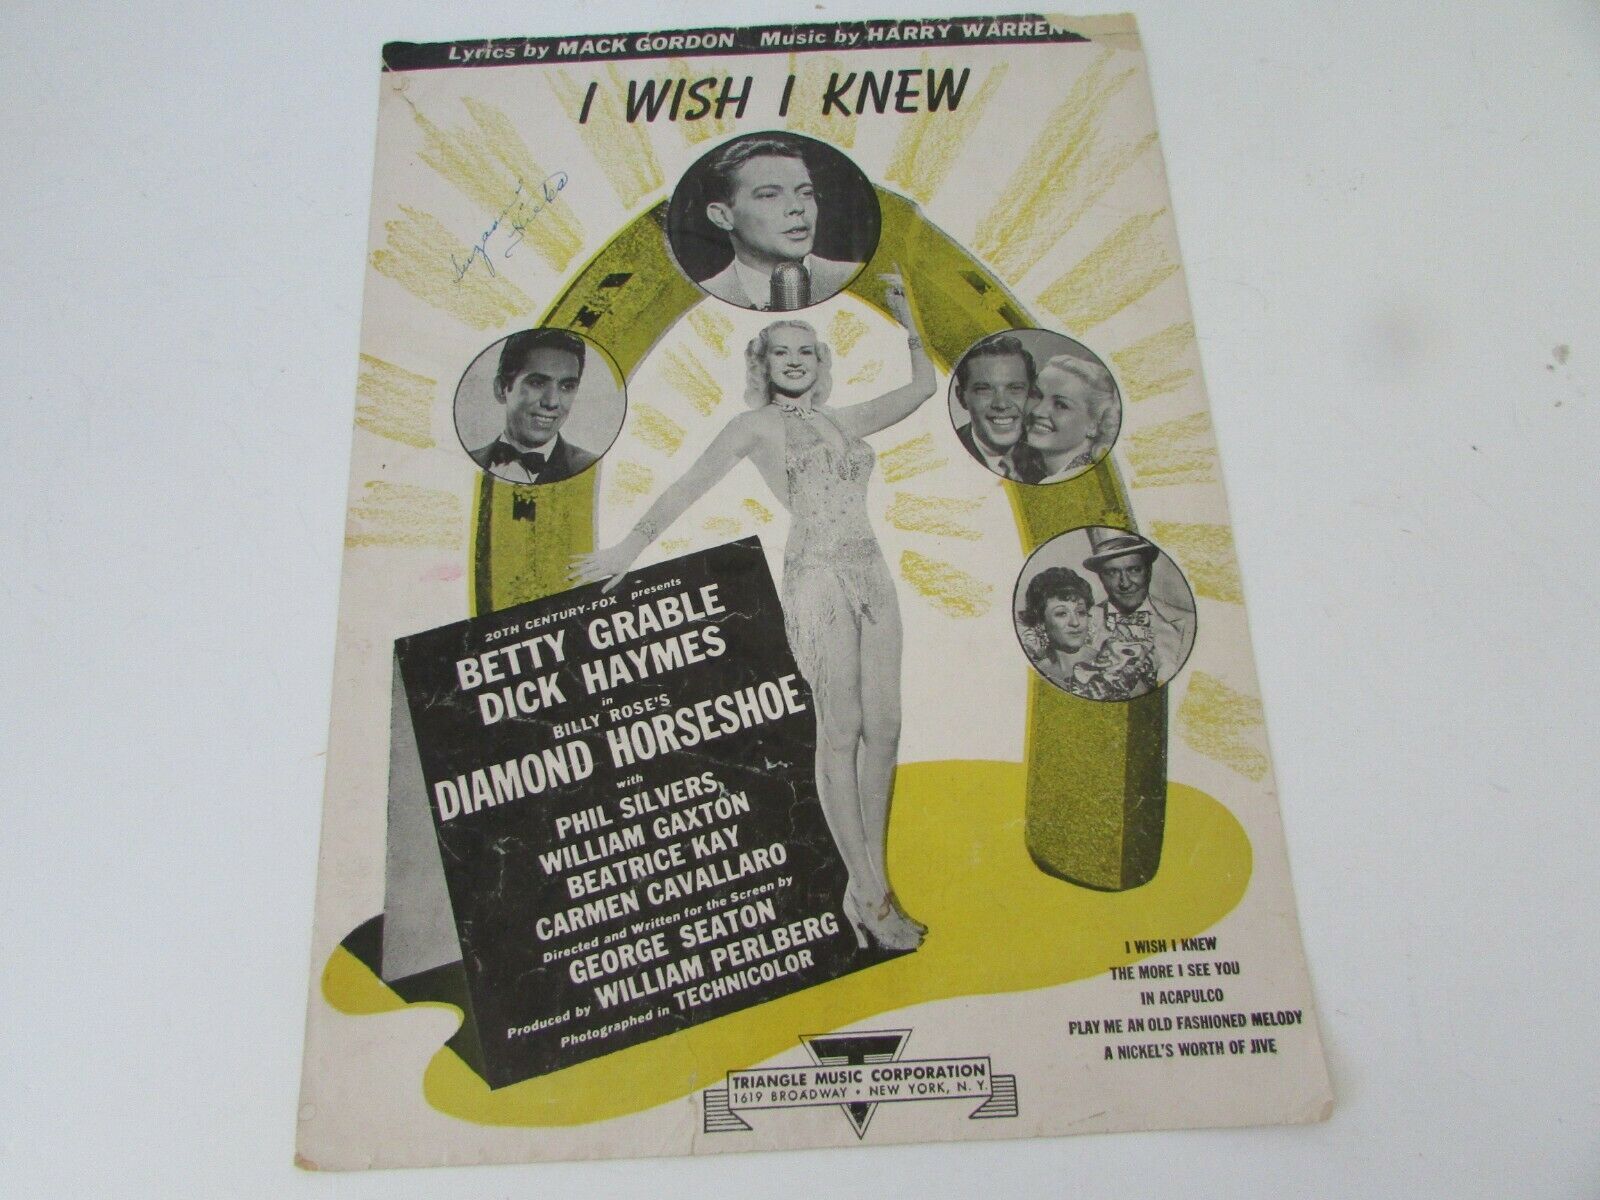 Lyrics by MACK GORDON Music by HARRY WARREN
I WISH I KNEW
Suzanne
Hicks
20TH CENTURY-FOX presents
BETTY GRABLE
DICK HAYMES
in
BILLY ROSE'S
DIAMOND HORSESHOE
with
PHIL SILVERS,
WILLIAM GAXTON
BEATRICE KAY
CARMEN CAVALLARO
Directed and Written for the Screen by
GEORGE SEATON
Produced by WILLIAM PERLBERG
Photographed in TECHNICOLOR
I WISH I KNEW
THE MORE I SEE YOU
IN ACAPULCO
PLAY ME AN OLD FASHIONED MELODY
A NICKEL'S WORTH OF JIVE
T
TRIANGLE MUSIC CORPORATION
1619 BROADWAY • NEW YORK, N. Y.